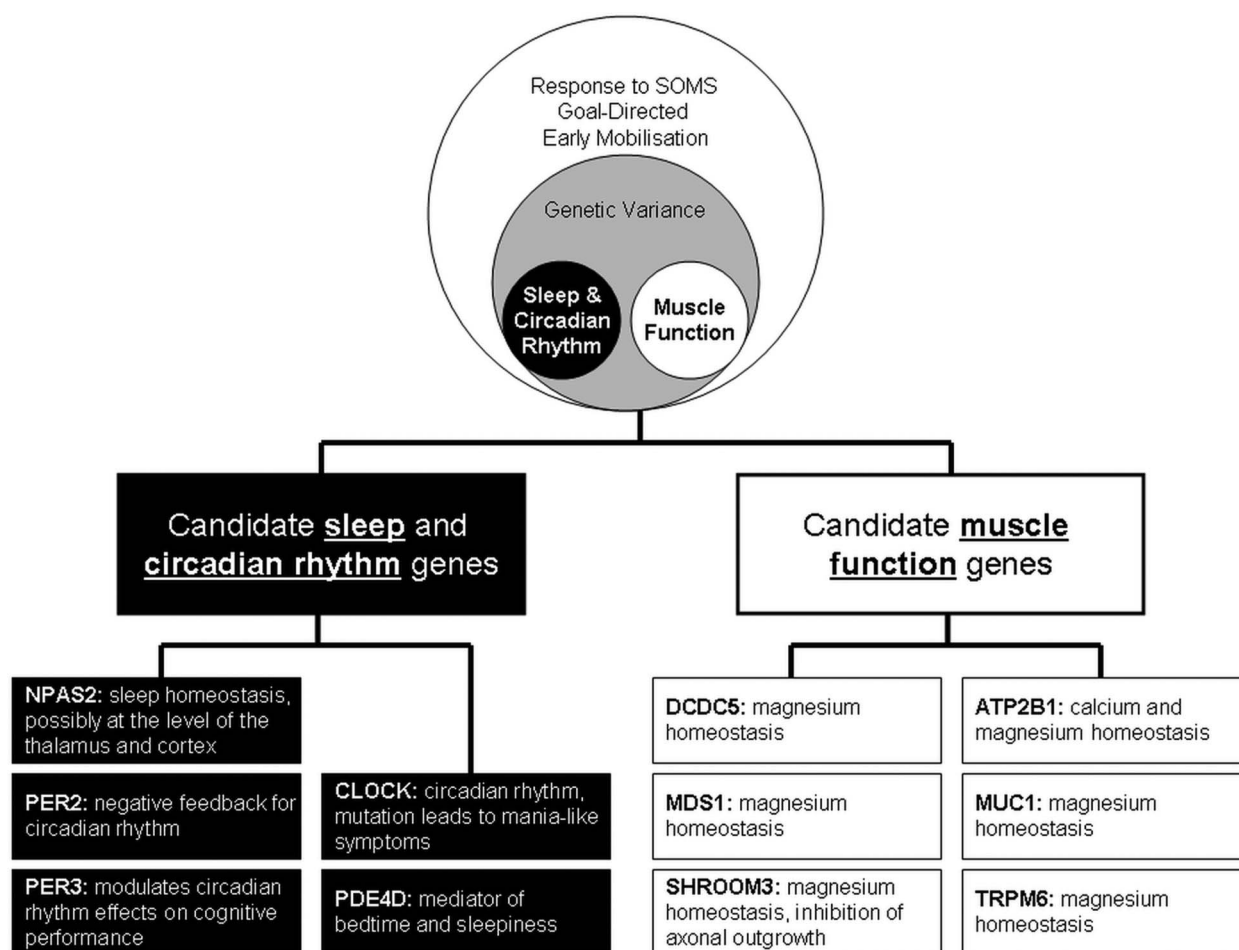 Response to SOMS
Goal-Directed
Early Mobilisation
Genetic Variance
Sleep &
Circadian
Rhythm
Muscle
Function
Candidate sleep and
circadian rhythm genes
Candidate muscle
function genes
NPAS2: sleep homeostasis,
possibly at the level of the
thalamus and cortex
PER2: negative feedback for
circadian rhythm
PER3: modulates circadian
rhythm effects on cognitive
performance
CLOCK: circadian rhythm,
mutation leads to mania-like
symptoms
PDE4D: mediator of
bedtime and sleepiness
DCDC5: magnesium
homeostasis
MDS1: magnesium
homeostasis
SHROOM3: magnesium
homeostasis, inhibition of
axonal outgrowth
ATP2B1: calcium and
magnesium homeostasis
MUC1: magnesium
homeostasis
TRPM6: magnesium
homeostasis